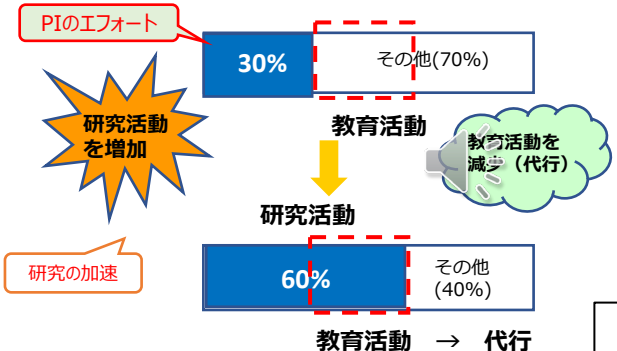 PIのエフォート
30%
その他(70%)
研究活動
を増加
教育活動
教育活動を
減少（代行）
研究活動
研究の加速
60%
その他
(40%)
教育活動　→　代行